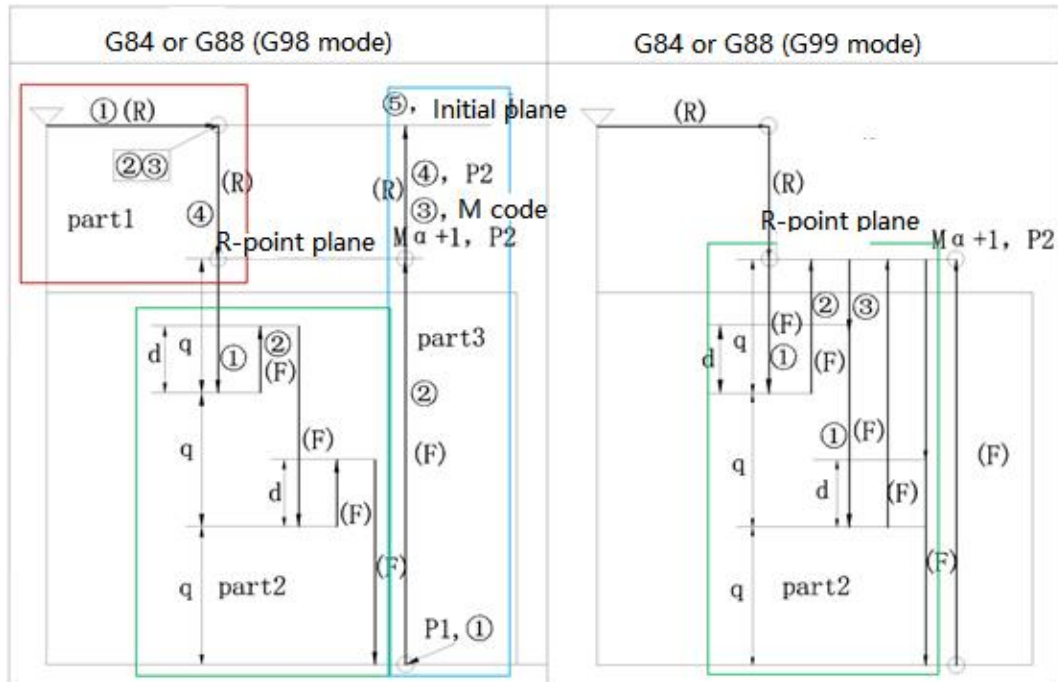 G84 or G88 (G98 mode)
G84 or G88 (G99 mode)
①(R)
②③
(R)
④
part1
R-point plane
⑤, Initial plane
④, P2
(R)
③, M code
Mα+1, P2
part3
②
(F)
d
q
①
②
(F)
q
(F)
d
(F)
q
part2
(F)
P1, ①
(R)
(R)
R-point plane
Mα+1, P2
d
q
(F)
①
②
③
(F)
q
①
(F)
d
(F)
(F)
q
part2
(F)